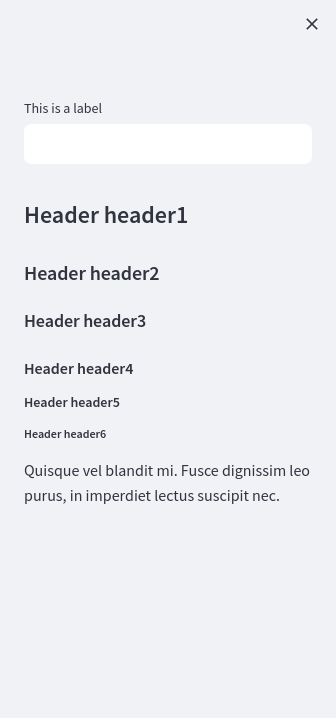 This is a label
Header header1
Header header2
Header header3
Header header4
Header header5
Header header6
Quisque vel blandit mi. Fusce dignissim leo
purus, in imperdiet lectus suscipit nec.